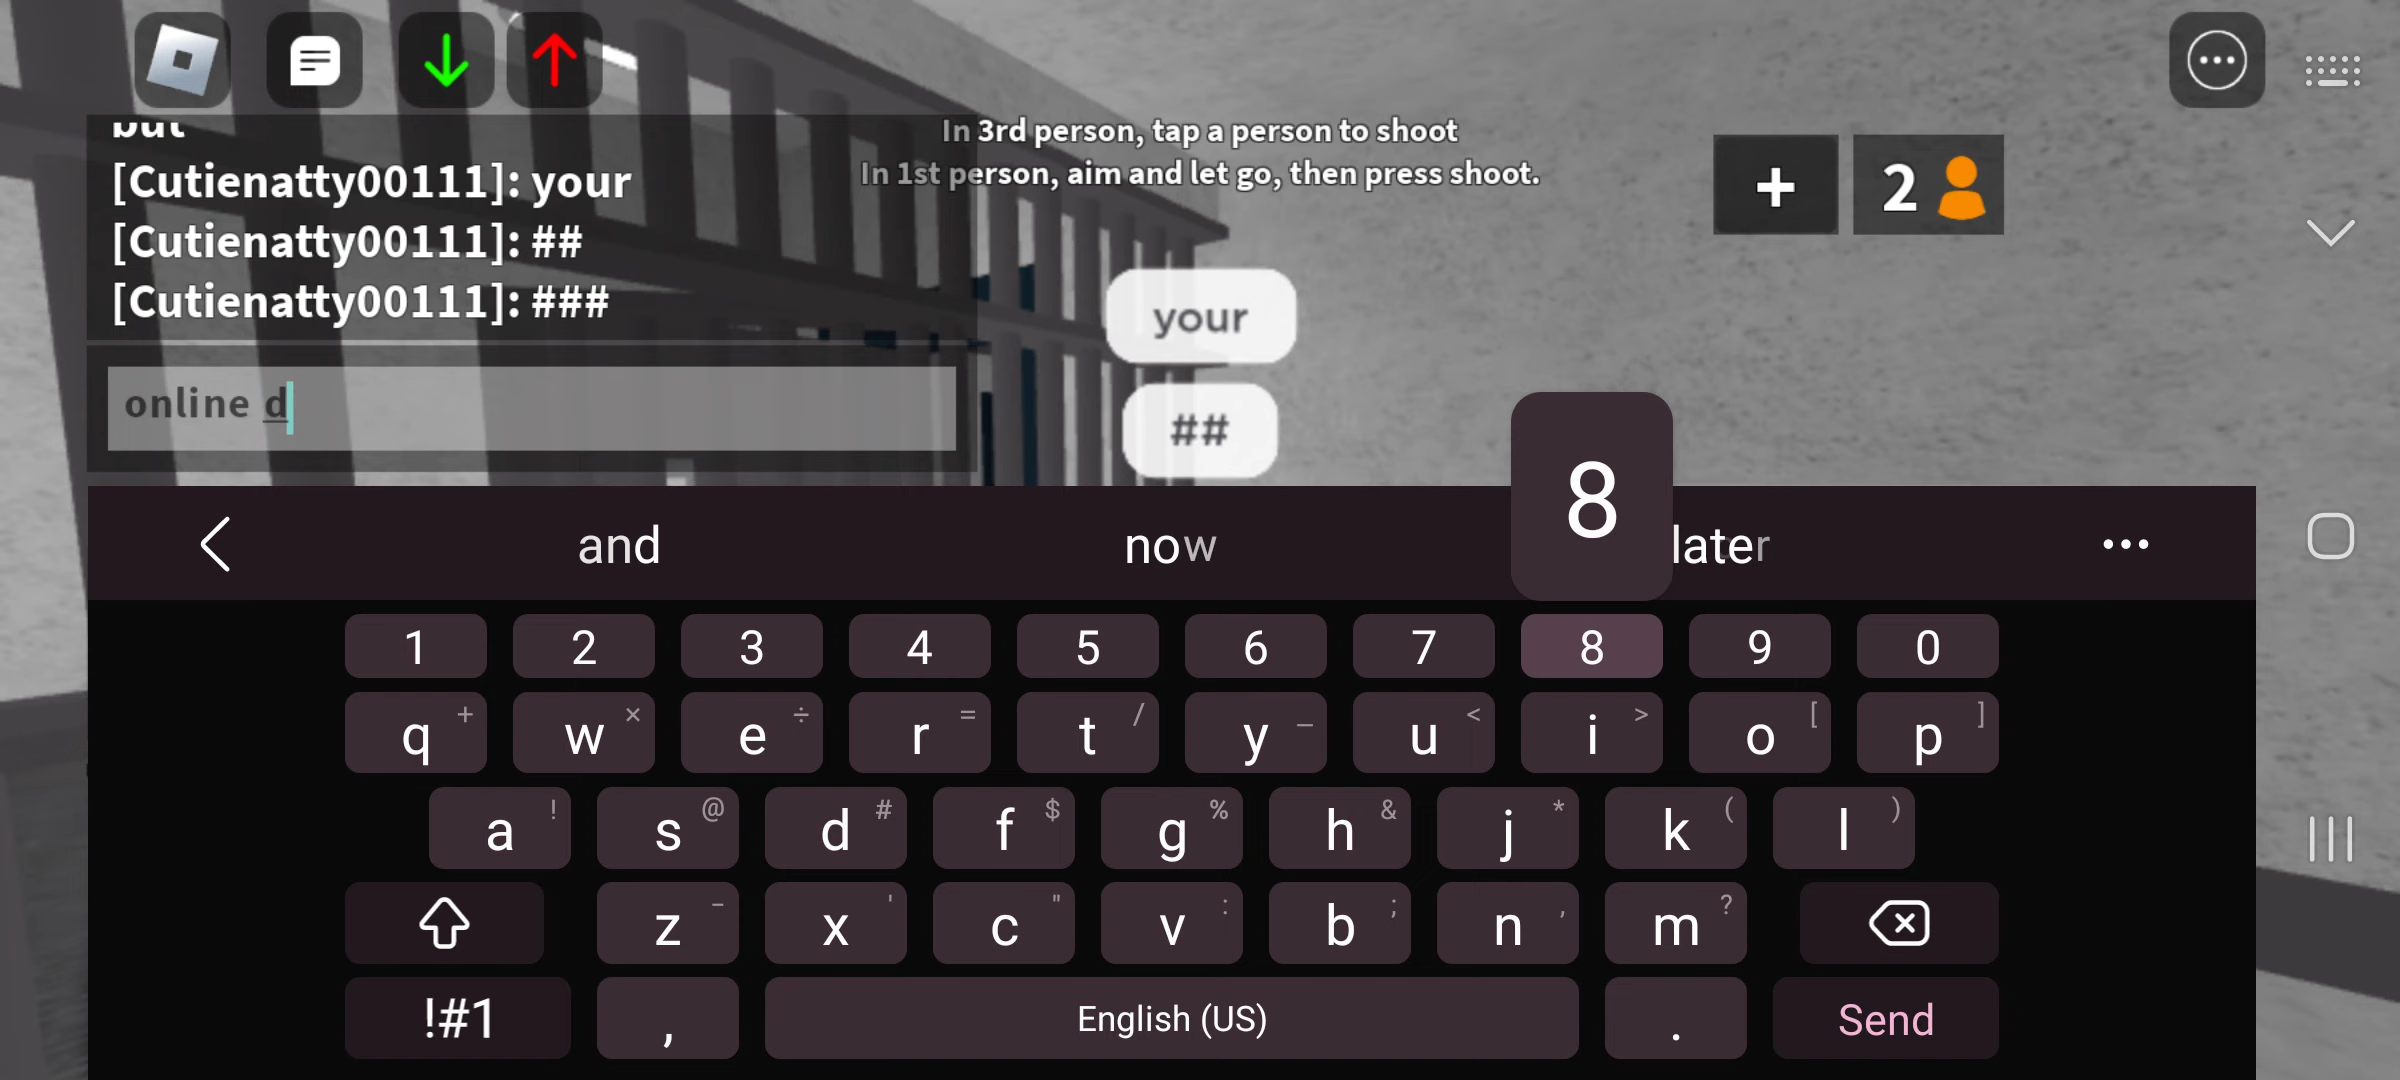 but
[Cutienatty00111]: your
[Cutienatty00111]: ##
[Cutienatty00111]: ###
online d
In 3rd person, tap a person to shoot
In 1st person, aim and let go, then press shoot.
+ 2
your
##
8
and now later
1 2 3 4 5 6 7 8 9 0
q + w × e ÷ r = t / y _ u < i > o [ p ]
a ! s @ d # f $ g % h & j * k ( l )
z - x ' c " v : b ; n , m ?
!#1 , English (US) . Send